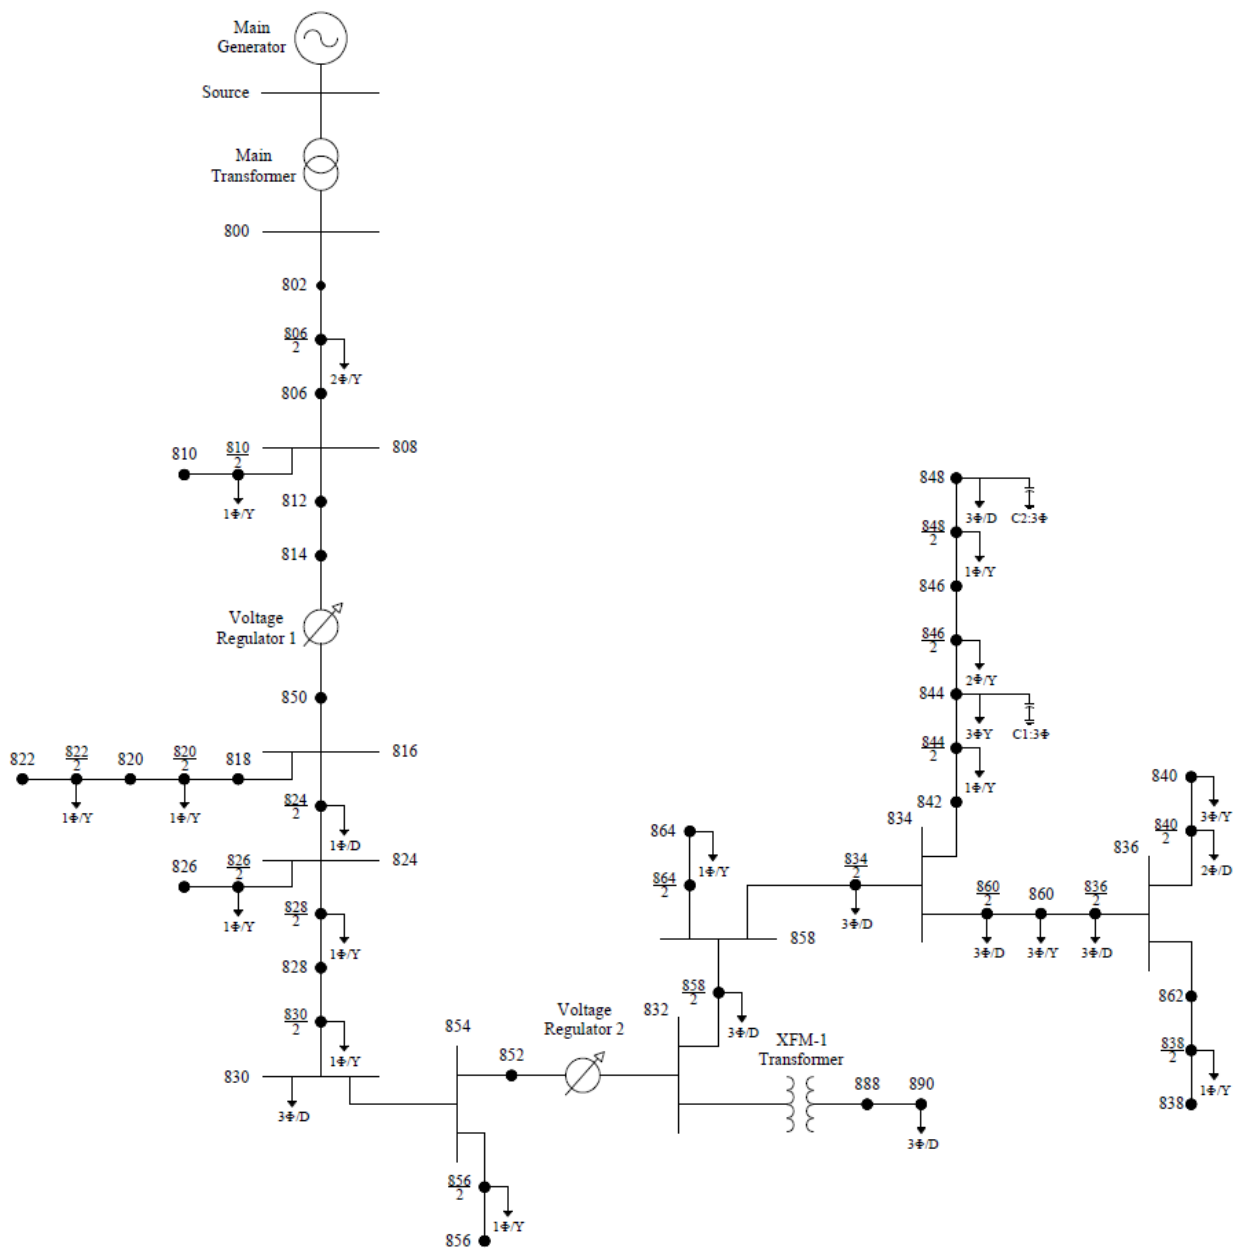 Main
Generator
Source
Main
Transformer
800
802
806
2
2Φ/Y
806
808
810
810
2
1Φ/Y
812
814
Voltage
Regulator 1
850
816
822
822
2
820
820
2
818
1Φ/Y
1Φ/Y
824
2
1Φ/D
824
826
826
2
1Φ/Y
828
2
1Φ/Y
828
830
2
1Φ/Y
830
3Φ/D
854
852
Voltage
Regulator 2
856
2
1Φ/Y
856
832
858
2
3Φ/D
XFM-1
Transformer
888
890
3Φ/D
864
1Φ/Y
864
2
858
834
2
3Φ/D
834
848
3Φ/D
C2:3Φ
848
2
1Φ/Y
846
846
2
2Φ/Y
844
3ΦY
C1:3Φ
844
2
1Φ/Y
842
860
2
3Φ/D
860
3Φ/Y
836
2
3Φ/D
836
840
3Φ/Y
840
2
2Φ/D
862
838
2
1Φ/Y
838